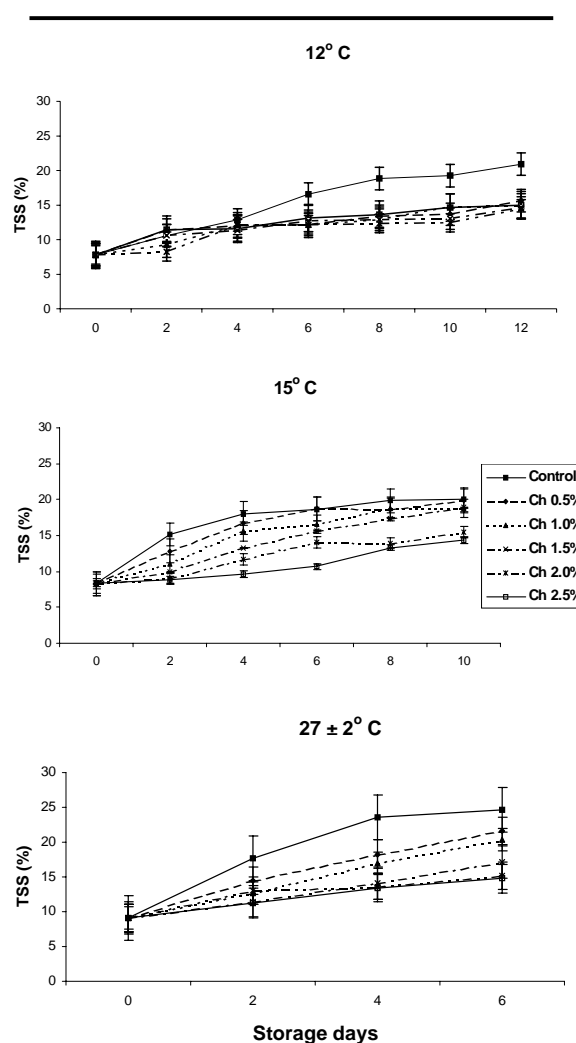 12° C
30
25
20
15
10
5
0
TSS (%)
0 2 4 6 8 10 12
15° C
30
25
20
15
10
5
0
TSS (%)
0 2 4 6 8 10
Control
Ch 0.5%
Ch 1.0%
Ch 1.5%
Ch 2.0%
Ch 2.5%
27 ± 2° C
30
25
20
15
10
5
0
TSS (%)
0 2 4 6
Storage days